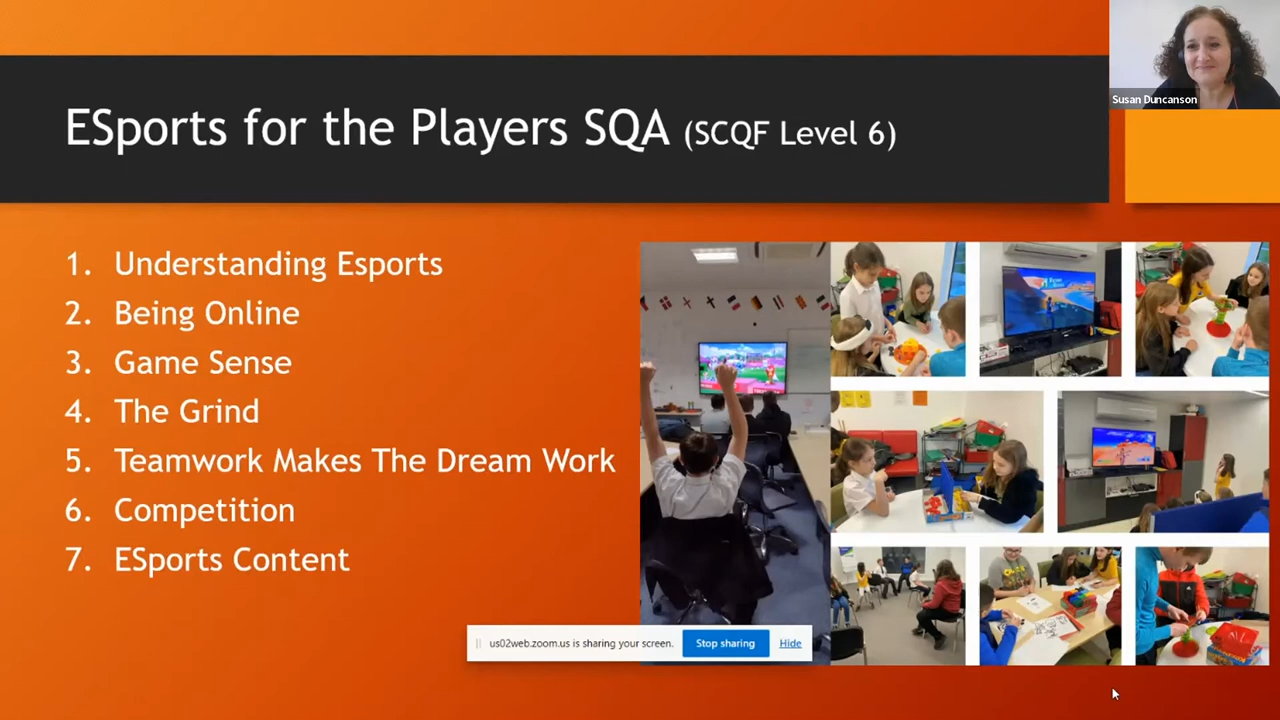 Susan Duncanson
ESports for the Players SQA (SCQF Level 6)
1. Understanding Esports
2. Being Online
3. Game Sense
4. The Grind
5. Teamwork Makes The Dream Work
6. Competition
7. ESports Content
us02web.zoom.us is sharing your screen. Stop sharing Hide